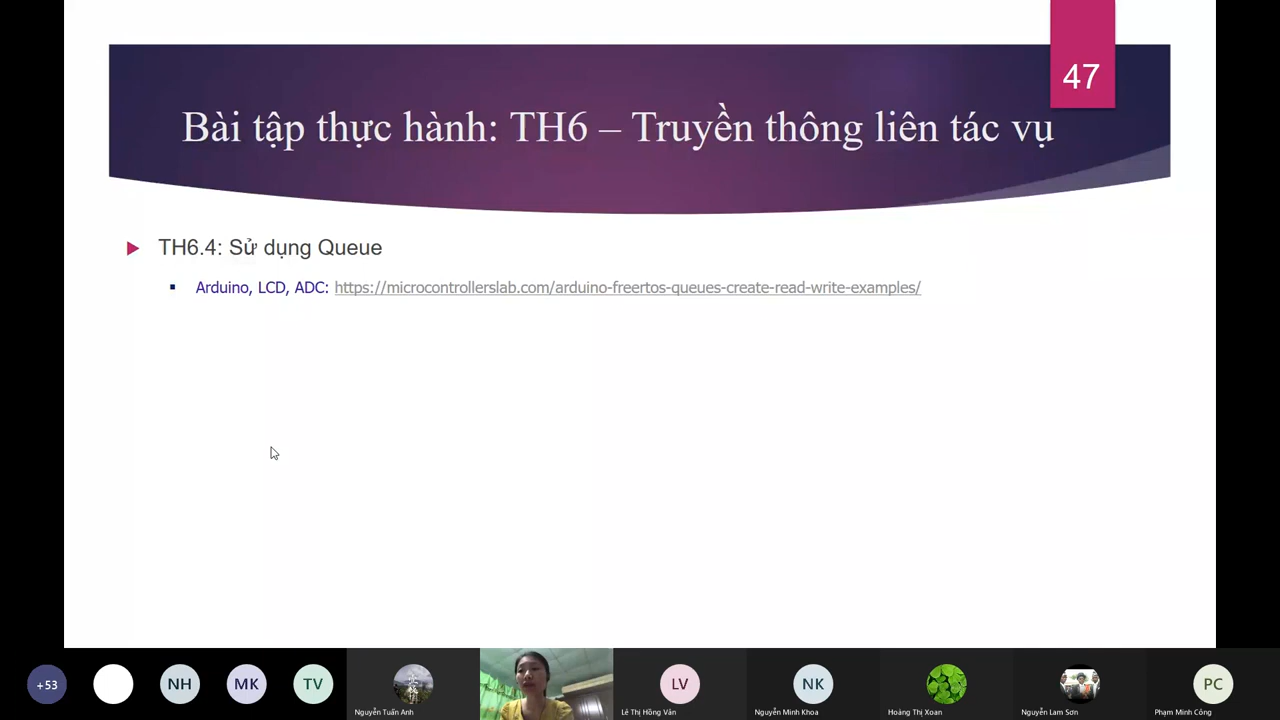 47
Bài tập thực hành: TH6 – Truyền thông liên tác vụ
TH6.4: Sử dụng Queue
Arduino, LCD, ADC: https://microcontrollerslab.com/arduino-freertos-queues-create-read-write-examples/
+53
NH
MK
TV
LV
NK
PC
Nguyễn Tuấn Anh
Lê Thị Hồng Vân
Nguyễn Minh Khoa
Hoàng Thị Xoan
Nguyễn Lam Sơn
Phạm Minh Công